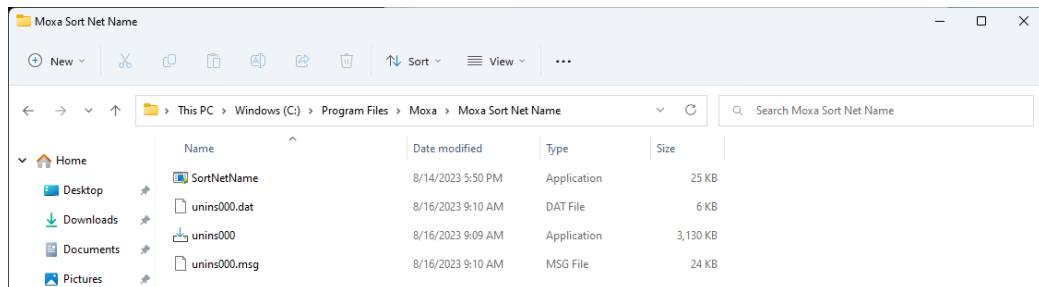 Moxa Sort Net Name
New Sort View ...
This PC > Windows (C:) > Program Files > Moxa > Moxa Sort Net Name Search Moxa Sort Net Name
Name Date modified Type Size
Home
SortNetName 8/14/2023 5:50 PM Application 25 KB
Desktop
unins000.dat 8/16/2023 9:10 AM DAT File 6 KB
Downloads
unins000 8/16/2023 9:09 AM Application 3,130 KB
Documents
unins000.msg 8/16/2023 9:10 AM MSG File 24 KB
Pictures